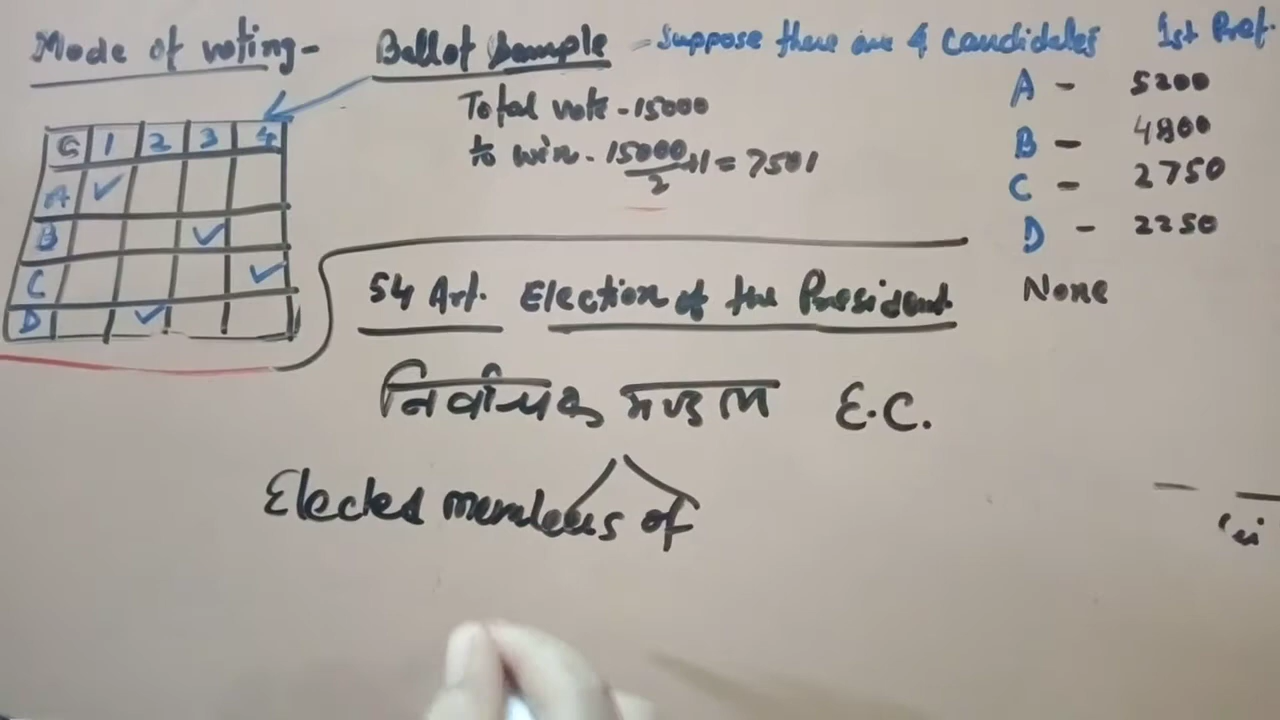 Mode of voting- Ballot Sample - Suppose there are 4 Candidates 1st Pref.
Total vote - 15000
to win - 15000/2 +1 = 7501
A - 5200
B - 4800
C - 2750
D - 2250
None
C 1 2 3 4
A ✓
B ✓
C ✓
D ✓
54 Art. Election of the President
निर्वाचक मण्डल E.C.
Elected members of